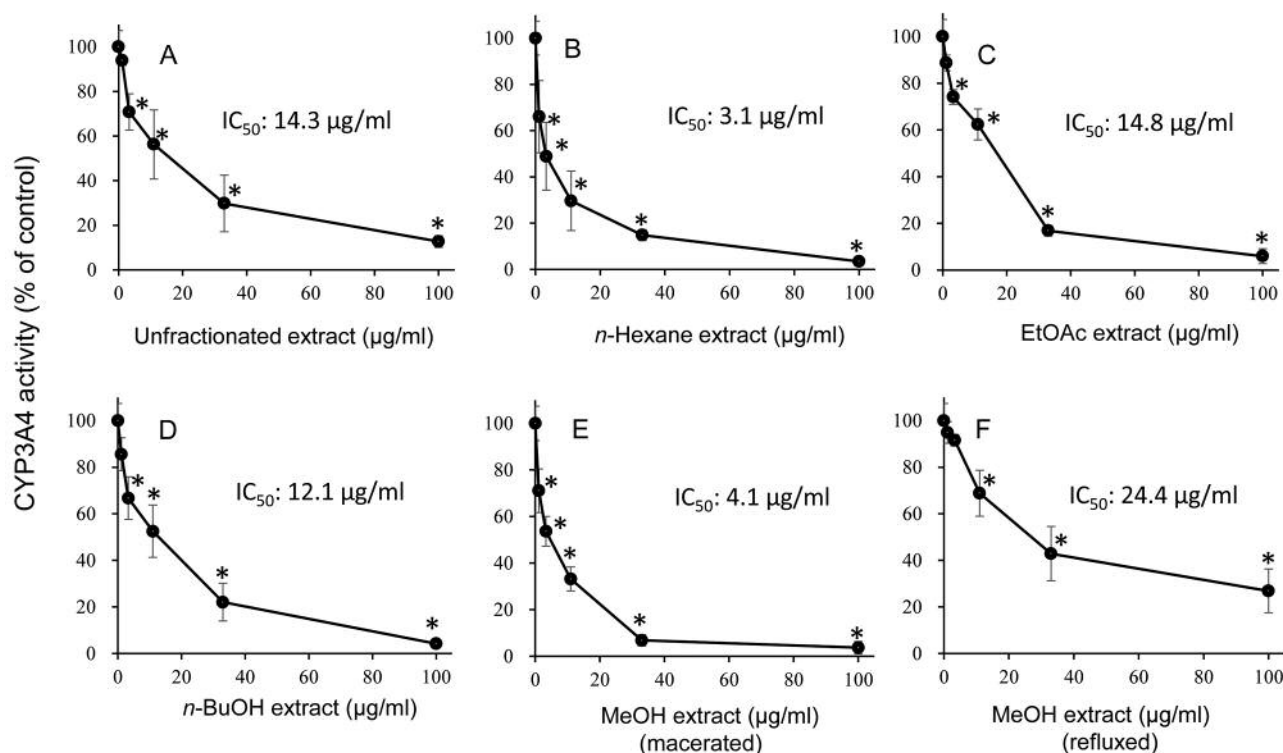 CYP3A4 activity (% of control)
A
100
80
60
40
20
0
* * * *
IC₅₀: 14.3 µg/ml
0 20 40 60 80 100
Unfractionated extract (µg/ml)
B
100
80
60
40
20
0
* * * * *
IC₅₀: 3.1 µg/ml
0 20 40 60 80 100
n-Hexane extract (µg/ml)
C
100
80
60
40
20
0
* * * *
IC₅₀: 14.8 µg/ml
0 20 40 60 80 100
EtOAc extract (µg/ml)
D
100
80
60
40
20
0
* * * *
IC₅₀: 12.1 µg/ml
0 20 40 60 80 100
n-BuOH extract (µg/ml)
E
100
80
60
40
20
0
* * * * *
IC₅₀: 4.1 µg/ml
0 20 40 60 80 100
MeOH extract (µg/ml)
(macerated)
F
100
80
60
40
20
0
* * *
IC₅₀: 24.4 µg/ml
0 20 40 60 80 100
MeOH extract (µg/ml)
(refluxed)